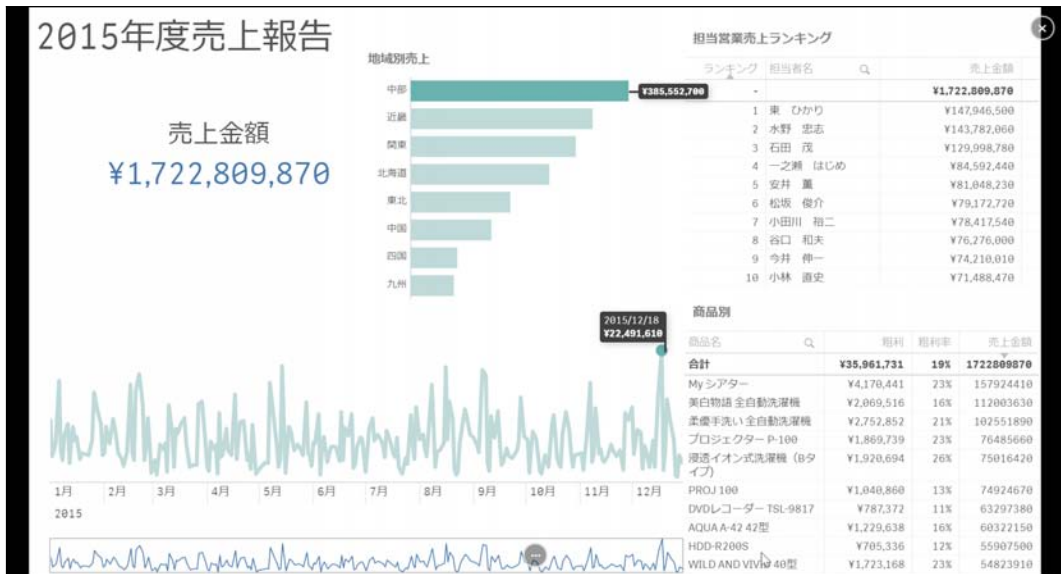 2015年度売上報告
売上金額
¥1,722,809,870
地域別売上
中部
¥385,552,700
近畿
関東
北海道
東北
中国
四国
九州
担当営業売上ランキング
ランキング 担当者名 売上金額
- ¥1,722,809,870
1 東 ひかり ¥147,946,500
2 水野 忠志 ¥143,782,060
3 石田 茂 ¥129,998,780
4 一之瀬 はじめ ¥84,592,440
5 安井 薫 ¥81,048,230
6 松坂 俊介 ¥79,172,720
7 小田川 裕二 ¥78,417,540
8 谷口 和夫 ¥76,276,000
9 今井 伸一 ¥74,210,010
10 小林 直史 ¥71,488,470
2015/12/18
¥22,491,610
1月 2月 3月 4月 5月 6月 7月 8月 9月 10月 11月 12月
2015
商品別
商品名 粗利 粗利率 売上金額
合計 ¥35,961,731 19% 1722809870
My シアター ¥4,170,441 23% 157924410
美白物語 全自動洗濯機 ¥2,069,516 16% 112003630
柔優手洗い 全自動洗濯機 ¥2,752,852 21% 102551890
プロジェクター P-100 ¥1,869,739 23% 76485660
浸透イオン式洗濯機（Bタ ¥1,920,694 26% 75016420
イプ）
PROJ 100 ¥1,040,860 13% 74924670
DVDレコーダー TSL-9817 ¥787,372 11% 63297380
AQUA A-42 42型 ¥1,229,638 16% 60322150
HDD-R200S ¥705,336 12% 55907500
WILD AND 40型 ¥1,723,168 23% 54823910